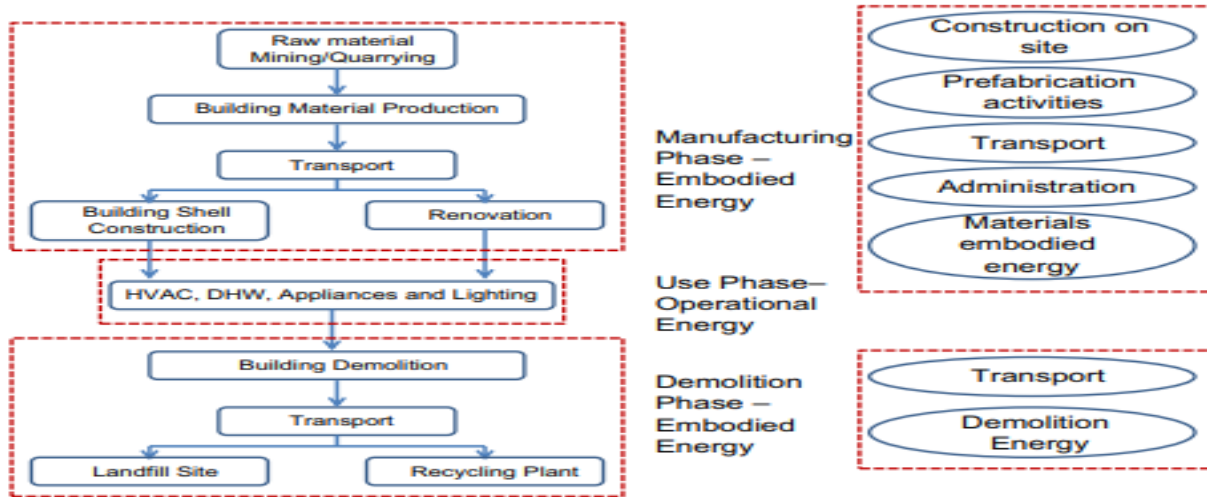 Raw material
Mining/Quarrying
Building Material Production
Transport
Building Shell
Construction
Renovation
HVAC, DHW, Appliances and Lighting
Building Demolition
Transport
Landfill Site
Recycling Plant
Manufacturing
Phase –
Embodied
Energy
Use Phase–
Operational
Energy
Demolition
Phase –
Embodied
Energy
Construction on
site
Prefabrication
activities
Transport
Administration
Materials
embodied
energy
Transport
Demolition
Energy